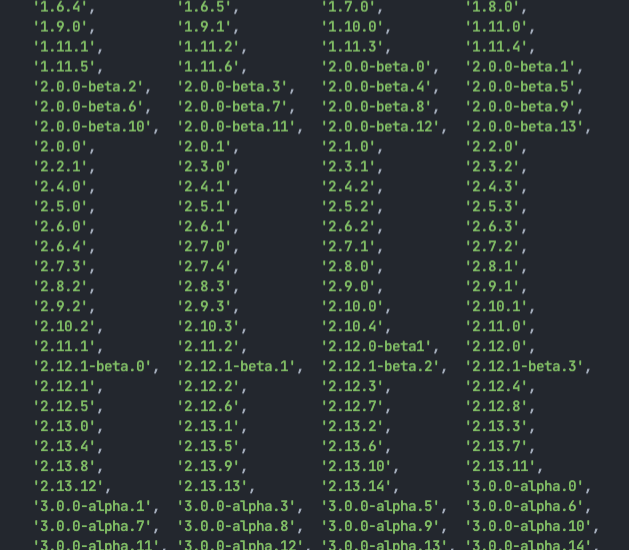 '1.6.4', '1.6.5', '1.7.0', '1.8.0',
'1.9.0', '1.9.1', '1.10.0', '1.11.0',
'1.11.1', '1.11.2', '1.11.3', '1.11.4',
'1.11.5', '1.11.6', '2.0.0-beta.0', '2.0.0-beta.1',
'2.0.0-beta.2', '2.0.0-beta.3', '2.0.0-beta.4', '2.0.0-beta.5',
'2.0.0-beta.6', '2.0.0-beta.7', '2.0.0-beta.8', '2.0.0-beta.9',
'2.0.0-beta.10', '2.0.0-beta.11', '2.0.0-beta.12', '2.0.0-beta.13',
'2.0.0', '2.0.1', '2.1.0', '2.2.0',
'2.2.1', '2.3.0', '2.3.1', '2.3.2',
'2.4.0', '2.4.1', '2.4.2', '2.4.3',
'2.5.0', '2.5.1', '2.5.2', '2.5.3',
'2.6.0', '2.6.1', '2.6.2', '2.6.3',
'2.6.4', '2.7.0', '2.7.1', '2.7.2',
'2.7.3', '2.7.4', '2.8.0', '2.8.1',
'2.8.2', '2.8.3', '2.9.0', '2.9.1',
'2.9.2', '2.9.3', '2.10.0', '2.10.1',
'2.10.2', '2.10.3', '2.10.4', '2.11.0',
'2.11.1', '2.11.2', '2.12.0-beta1', '2.12.0',
'2.12.1-beta.0', '2.12.1-beta.1', '2.12.1-beta.2', '2.12.1-beta.3',
'2.12.1', '2.12.2', '2.12.3', '2.12.4',
'2.12.5', '2.12.6', '2.12.7', '2.12.8',
'2.13.0', '2.13.1', '2.13.2', '2.13.3',
'2.13.4', '2.13.5', '2.13.6', '2.13.7',
'2.13.8', '2.13.9', '2.13.10', '2.13.11',
'2.13.12', '2.13.13', '2.13.14', '3.0.0-alpha.0',
'3.0.0-alpha.1', '3.0.0-alpha.3', '3.0.0-alpha.5', '3.0.0-alpha.6',
'3.0.0-alpha.7', '3.0.0-alpha.8', '3.0.0-alpha.9', '3.0.0-alpha.10',
'3.0.0-alpha.11', '3.0.0-alpha.12', '3.0.0-alpha.13', '3.0.0-alpha.14',